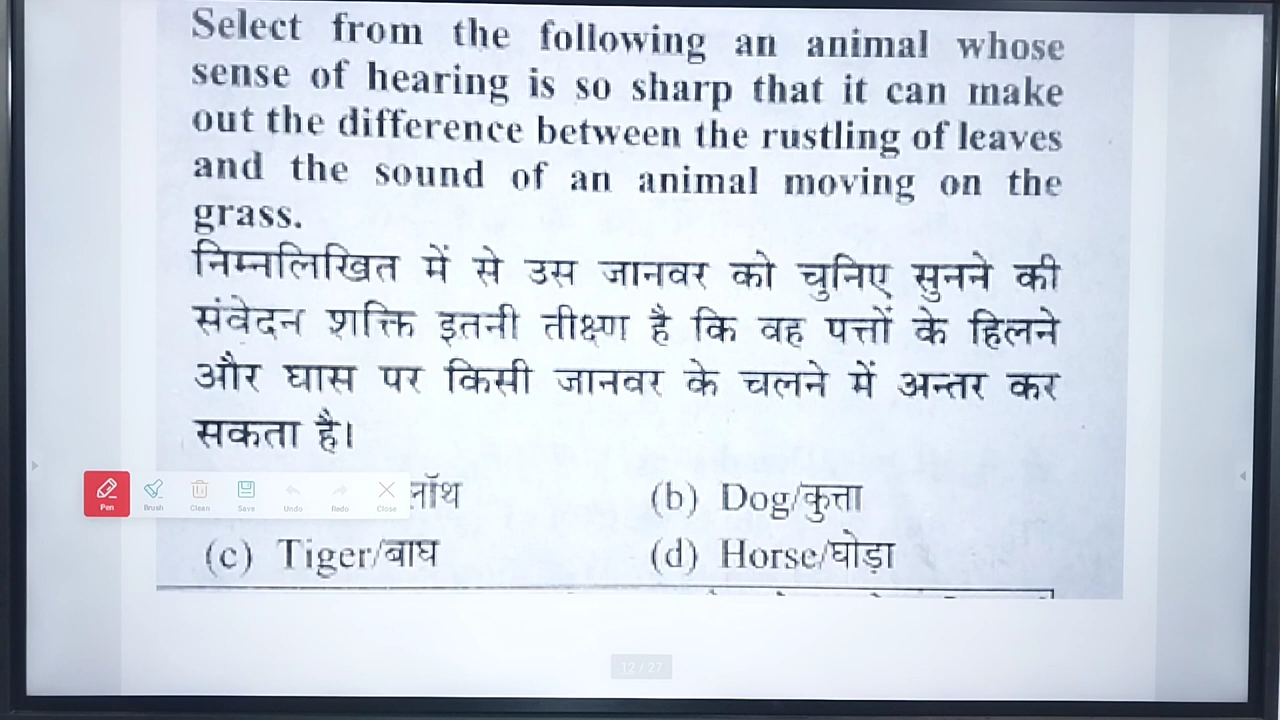 Select from the following an animal whose
sense of hearing is so sharp that it can make
out the difference between the rustling of leaves
and the sound of an animal moving on the
grass.
निम्नलिखित में से उस जानवर को चुनिए सुनने की
संवेदन शक्ति इतनी तीक्ष्ण है कि वह पत्तों के हिलने
और घास पर किसी जानवर के चलने में अन्तर कर
सकता है।
(b) Dog/कुत्ता
(c) Tiger/बाघ (d) Horse/घोड़ा
Pen Brush Clean Save Undo Redo Close
12 / 27